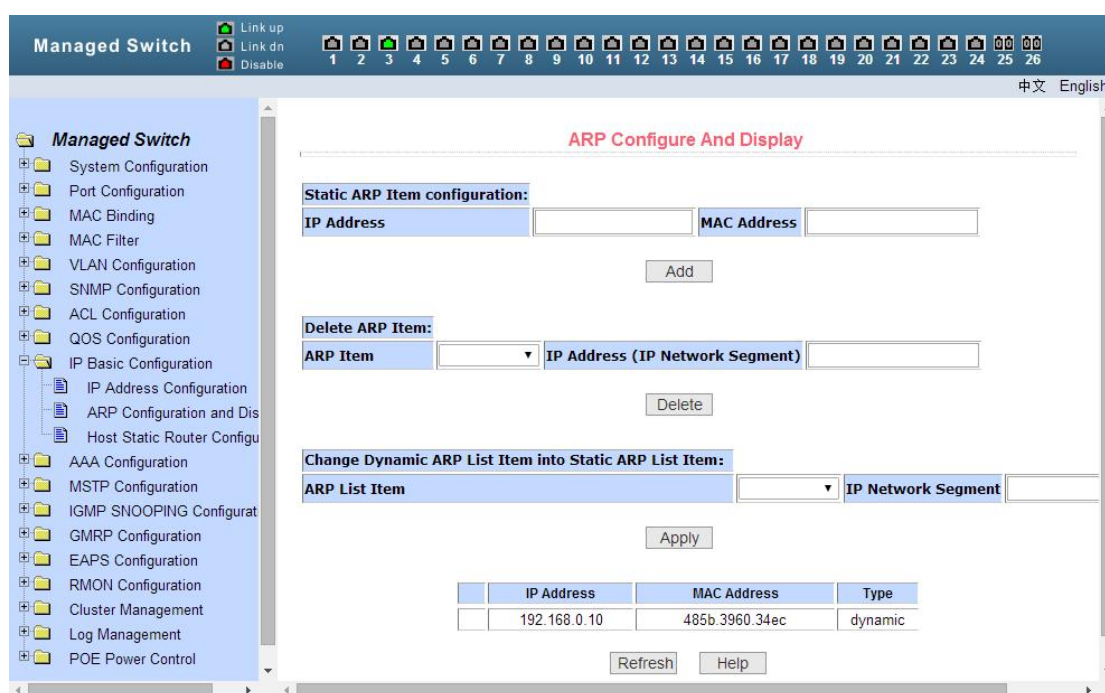 Managed Switch
Link up
Link dn
Disable
1 2 3 4 5 6 7 8 9 10 11 12 13 14 15 16 17 18 19 20 21 22 23 24 25 26
中文 English
Managed Switch
System Configuration
Port Configuration
MAC Binding
MAC Filter
VLAN Configuration
SNMP Configuration
ACL Configuration
QOS Configuration
IP Basic Configuration
IP Address Configuration
ARP Configuration and Dis
Host Static Router Configu
AAA Configuration
MSTP Configuration
IGMP SNOOPING Configurat
GMRP Configuration
EAPS Configuration
RMON Configuration
Cluster Management
Log Management
POE Power Control
ARP Configure And Display
Static ARP Item configuration:
IP Address MAC Address
Add
Delete ARP Item:
ARP Item IP Address (IP Network Segment)
Delete
Change Dynamic ARP List Item into Static ARP List Item:
ARP List Item IP Network Segment
Apply
IP Address MAC Address Type
192.168.0.10 485b.3960.34ec dynamic
Refresh Help